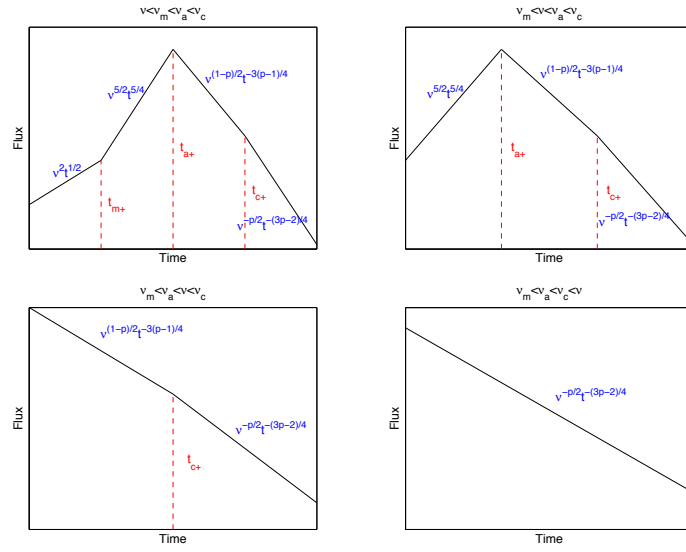 ν<ν_m<ν_a<ν_c
Flux
ν^2t^1/2
ν^5/2t^5/4
ν^(1-p)/2t^-3(p-1)/4
ν^-p/2t^-(3p-2)/4
t_m+
t_a+
t_c+
Time
ν_m<ν<ν_a<ν_c
Flux
ν^5/2t^5/4
ν^(1-p)/2t^-3(p-1)/4
ν^-p/2t^-(3p-2)/4
t_a+
t_c+
Time
ν_m<ν_a<ν<ν_c
Flux
ν^(1-p)/2t^-3(p-1)/4
ν^-p/2t^-(3p-2)/4
t_c+
Time
ν_m<ν_a<ν_c<ν
Flux
ν^-p/2t^-(3p-2)/4
Time